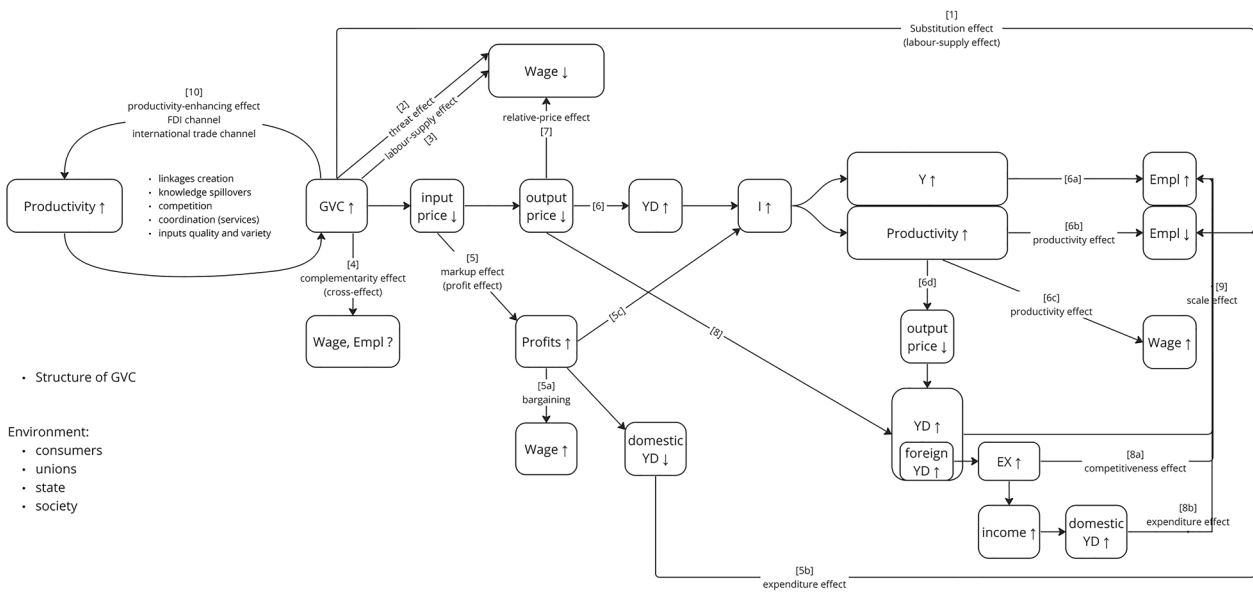 [1]
Substitution effect
(labour-supply effect)
Wage ↓
[10]
productivity-enhancing effect
FDI channel
international trade channel
[2]
threat effect
labour-supply effect
[3]
relative-price effect
[7]
• linkages creation
• knowledge spillovers
• competition
• coordination (services)
• inputs quality and variety
Productivity ↑
GVC ↑
input
price ↓
output
price ↓
[6]
YD ↑
I ↑
Y ↑
[6a]
Empl ↑
Productivity ↑
[6b]
productivity effect
Empl ↓
[4]
complementarity effect
(cross-effect)
Wage, Empl ?
[5]
markup effect
(profit effect)
[5c]
[8]
[6d]
[6c]
productivity effect
[9]
scale effect
Profits ↑
output
price ↓
Wage ↑
[5a]
bargaining
Wage ↑
domestic
YD ↓
YD ↑
foreign
YD ↑
EX ↑
[8a]
competitiveness effect
income ↑
domestic
YD ↑
[8b]
expenditure effect
[5b]
expenditure effect
• Structure of GVC
Environment:
• consumers
• unions
• state
• society